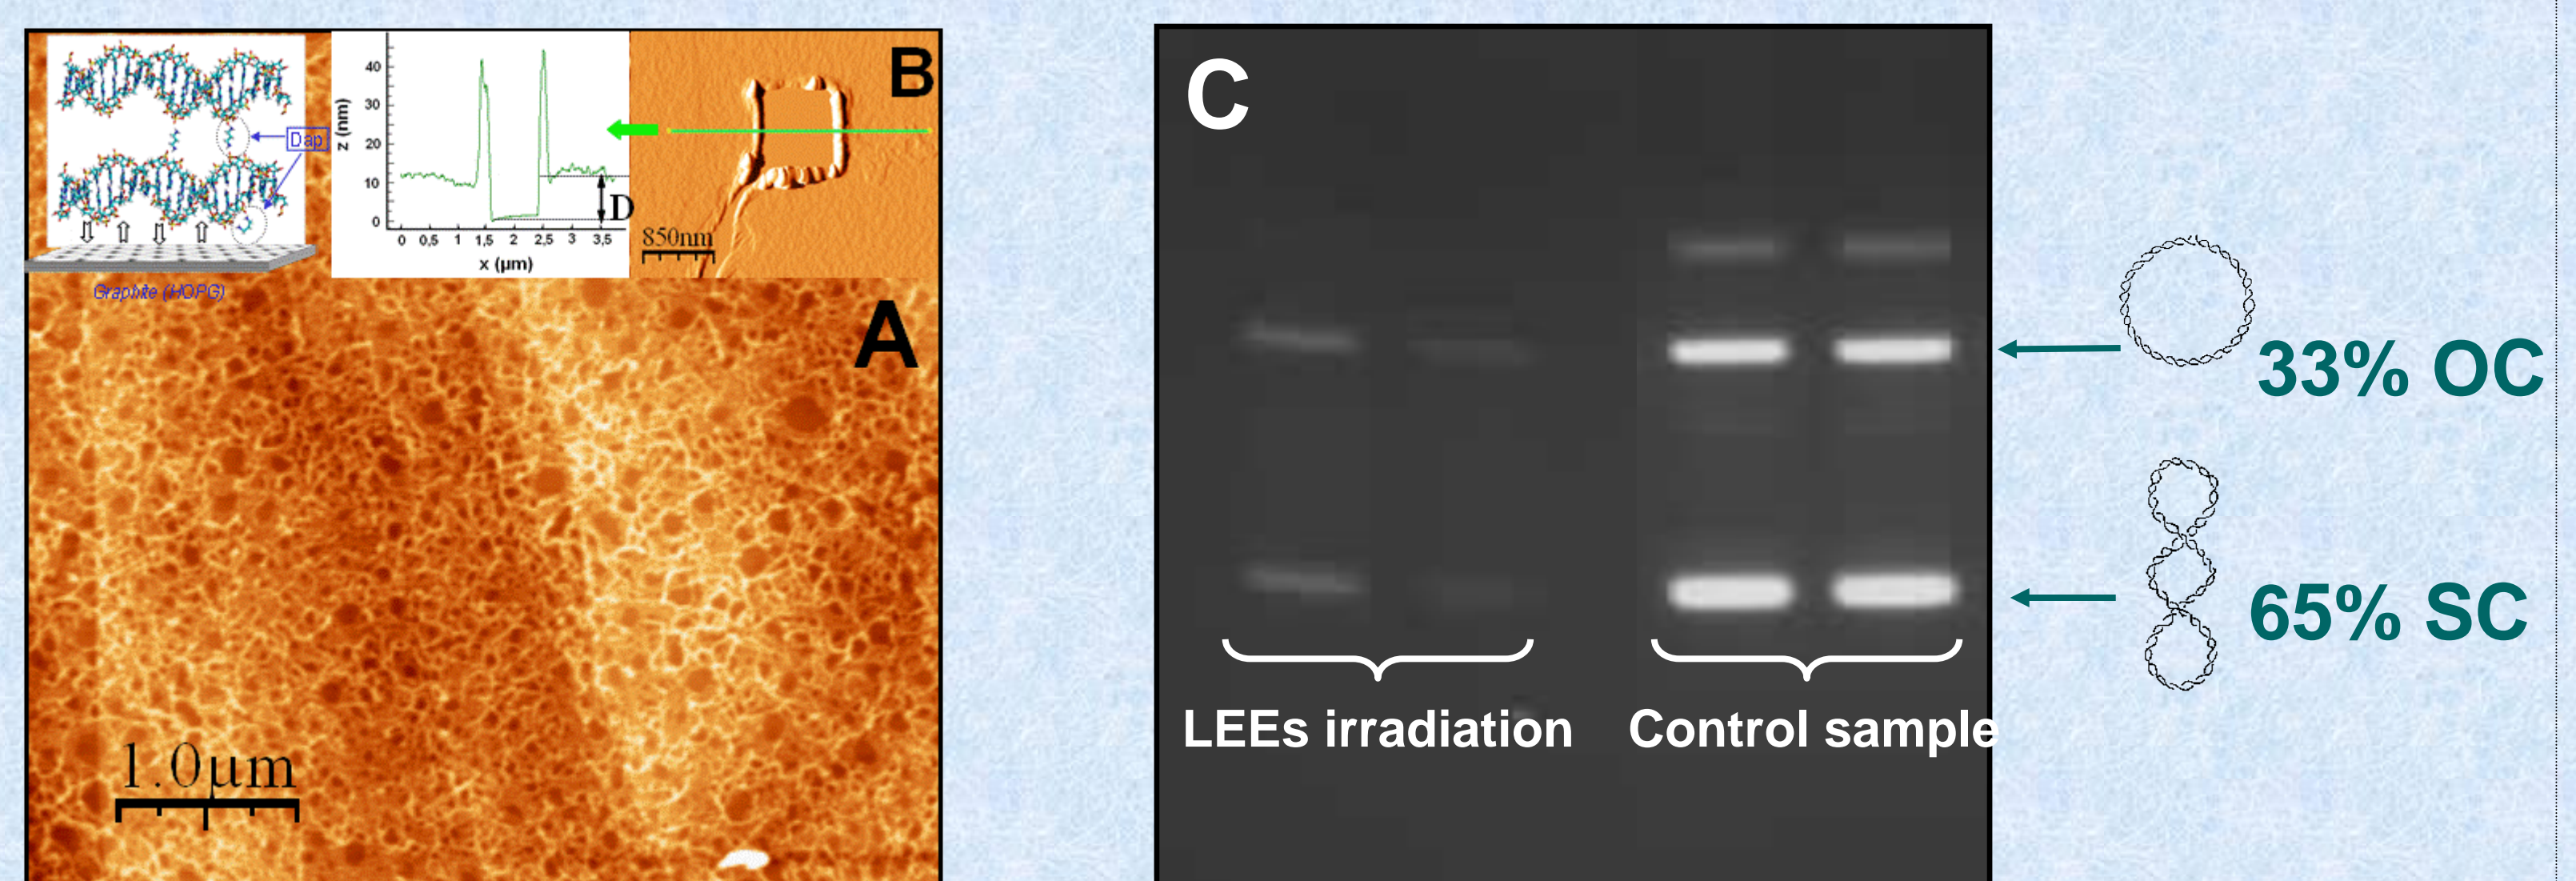 Dap
Graphite (HOPG)
z (nm)
40
30
20
10
0
0 0,5 1 1,5 2 2,5 3 3,5
x (µm)
D
B
850nm
A
1.0µm
C
33% OC
65% SC
LEEs irradiation
Control sample